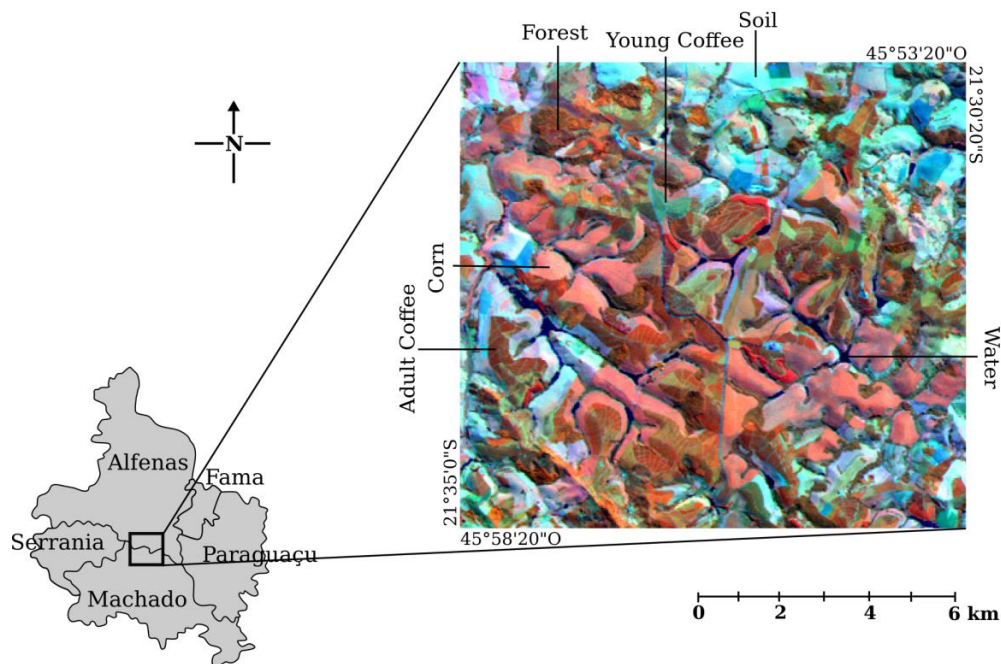 Forest
Young Coffee
Soil
45°53'20"O
21°30'20"S
N
Corn
Adult Coffee
Water
21°35'0"S
45°58'20"O
Alfenas
Fama
Serrania
Paraguaçu
Machado
0 2 4 6 km